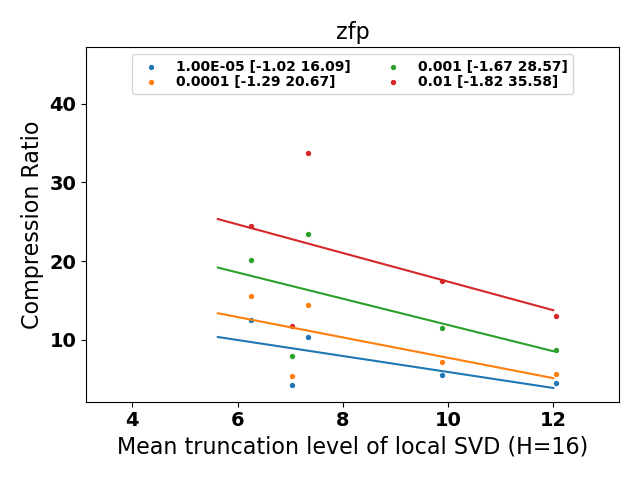 zfp
1.00E-05 [-1.02 16.09]
0.0001 [-1.29 20.67]
0.001 [-1.67 28.57]
0.01 [-1.82 35.58]
Compression Ratio
40
30
20
10
4 6 8 10 12
Mean truncation level of local SVD (H=16)